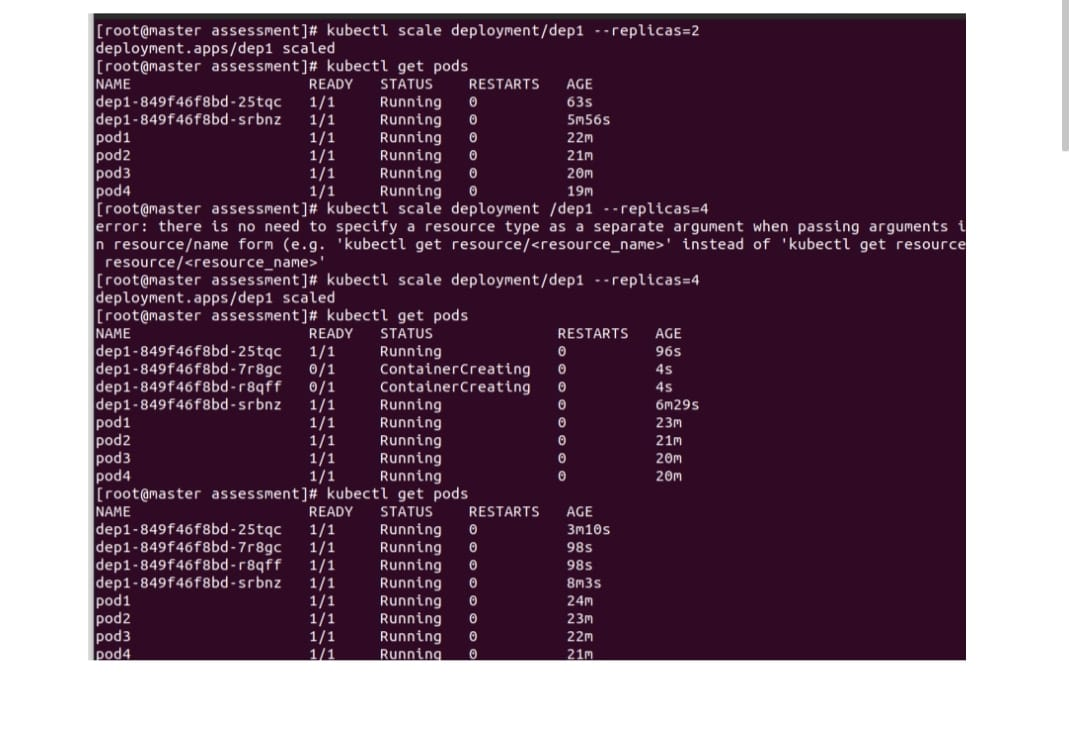 [root@master assessment]# kubectl scale deployment/dep1 --replicas=2
deployment.apps/dep1 scaled
[root@master assessment]# kubectl get pods
NAME READY STATUS RESTARTS AGE
dep1-849f46f8bd-25tqc 1/1 Running 0 63s
dep1-849f46f8bd-srbnz 1/1 Running 0 5m56s
pod1 1/1 Running 0 22m
pod2 1/1 Running 0 21m
pod3 1/1 Running 0 20m
pod4 1/1 Running 0 19m
[root@master assessment]# kubectl scale deployment /dep1 --replicas=4
error: there is no need to specify a resource type as a separate argument when passing arguments i
n resource/name form (e.g. 'kubectl get resource/<resource_name>' instead of 'kubectl get resource
resource/<resource_name>'
[root@master assessment]# kubectl scale deployment/dep1 --replicas=4
deployment.apps/dep1 scaled
[root@master assessment]# kubectl get pods
NAME READY STATUS RESTARTS AGE
dep1-849f46f8bd-25tqc 1/1 Running 0 96s
dep1-849f46f8bd-7r8gc 0/1 ContainerCreating 0 4s
dep1-849f46f8bd-r8qff 0/1 ContainerCreating 0 4s
dep1-849f46f8bd-srbnz 1/1 Running 0 6m29s
pod1 1/1 Running 0 23m
pod2 1/1 Running 0 21m
pod3 1/1 Running 0 20m
pod4 1/1 Running 0 20m
[root@master assessment]# kubectl get pods
NAME READY STATUS RESTARTS AGE
dep1-849f46f8bd-25tqc 1/1 Running 0 3m10s
dep1-849f46f8bd-7r8gc 1/1 Running 0 98s
dep1-849f46f8bd-r8qff 1/1 Running 0 98s
dep1-849f46f8bd-srbnz 1/1 Running 0 8m3s
pod1 1/1 Running 0 24m
pod2 1/1 Running 0 23m
pod3 1/1 Running 0 22m
pod4 1/1 Running 0 21m